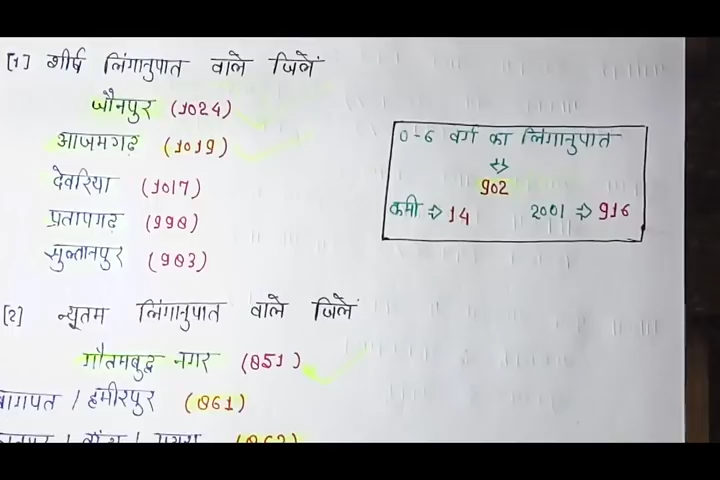 [1] शीर्ष लिंगानुपात वाले जिलें
जौनपुर (1024)
आजमगढ़ (1019)
देवरिया (1017)
प्रतापगढ़ (998)
सुल्तानपुर (983)
0-6 वर्ग का लिंगानुपात
⇔
902
कमी ⇒ 14 2001 ⇒ 916
[2] न्यूतम लिंगानुपात वाले जिलें
गौतमबुद्ध नगर (851)
बागपत / हमीरपुर (861)